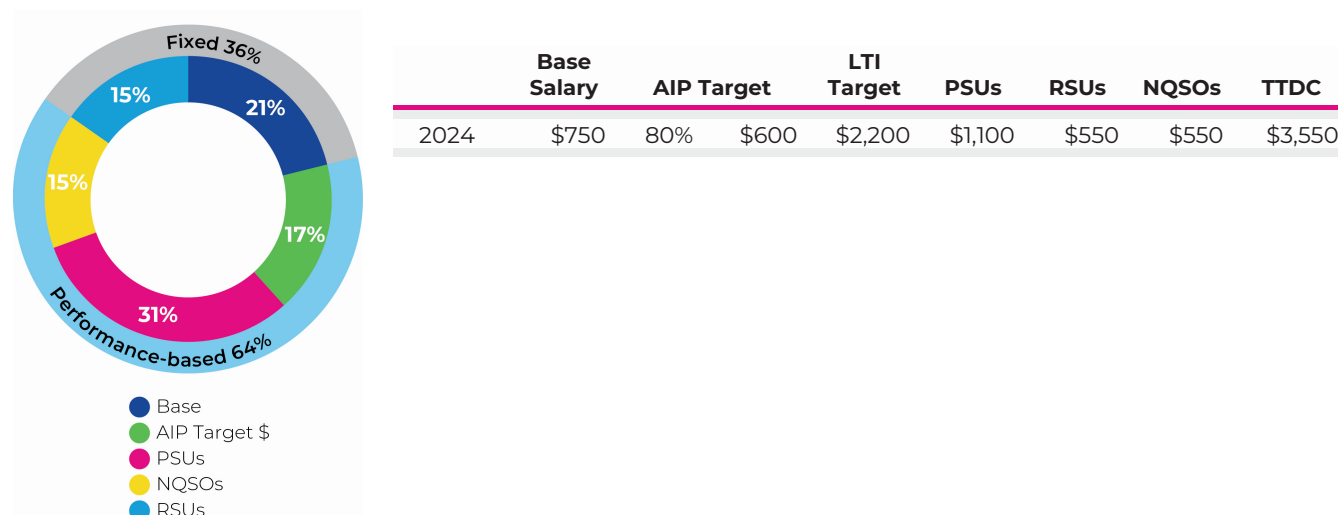 Fixed 36%
15%
21%
15%
17%
31%
Performance-based 64%
Base
AIP Target $
PSUs
NQSOs
RSUs
Base LTI
Salary AIP Target Target PSUs RSUs NQSOs TTDC
2024 $750 80% $600 $2,200 $1,100 $550 $550 $3,550